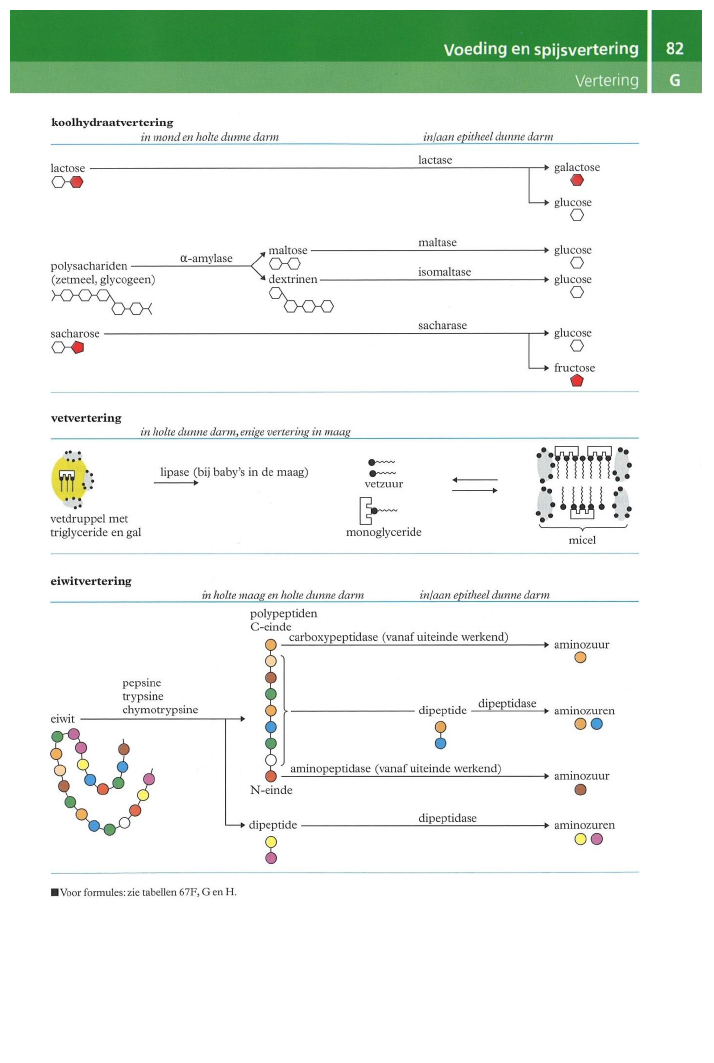 Voeding en spijsvertering 82
Vertering G
koolhydraatvertering
in mond en holte dunne darm in/aan epitheel dunne darm
lactose lactase galactose
glucose
polysachariden
(zetmeel, glycogeen)
α-amylase
maltose maltase glucose
dextrinen isomaltase glucose
sacharose sacharase glucose
fructose
vetvertering
in holte dunne darm, enige vertering in maag
vetdruppel met
triglyceride en gal
lipase (bij baby's in de maag)
vetzuur
monoglyceride
micel
eiwitvertering
in holte maag en holte dunne darm in/aan epitheel dunne darm
polypeptiden
C-einde
carboxypeptidase (vanaf uiteinde werkend) aminozuur
pepsine
trypsine
chymotrypsine
eiwit
dipeptide dipeptidase aminozuren
aminopeptidase (vanaf uiteinde werkend) aminozuur
N-einde
dipeptide dipeptidase aminozuren
■ Voor formules: zie tabellen 67F, G en H.